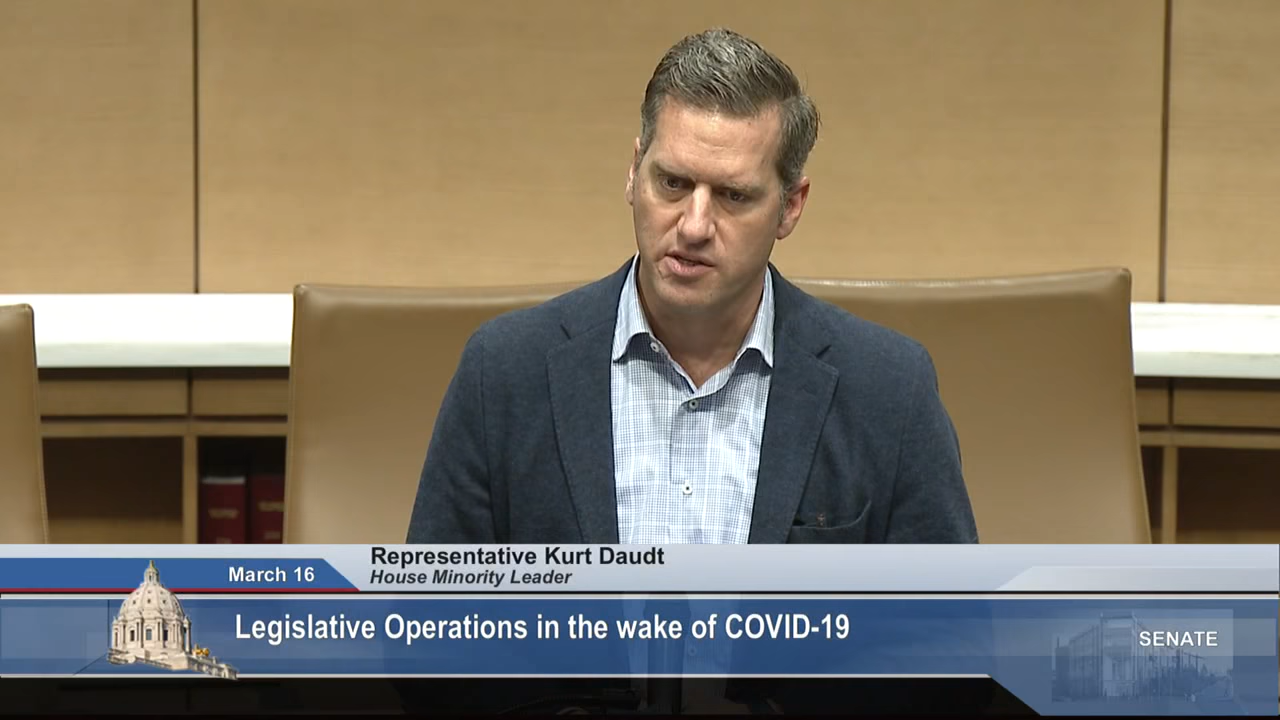 Representative Kurt Daudt
March 16
House Minority Leader
Legislative Operations in the wake of COVID-19
SENATE